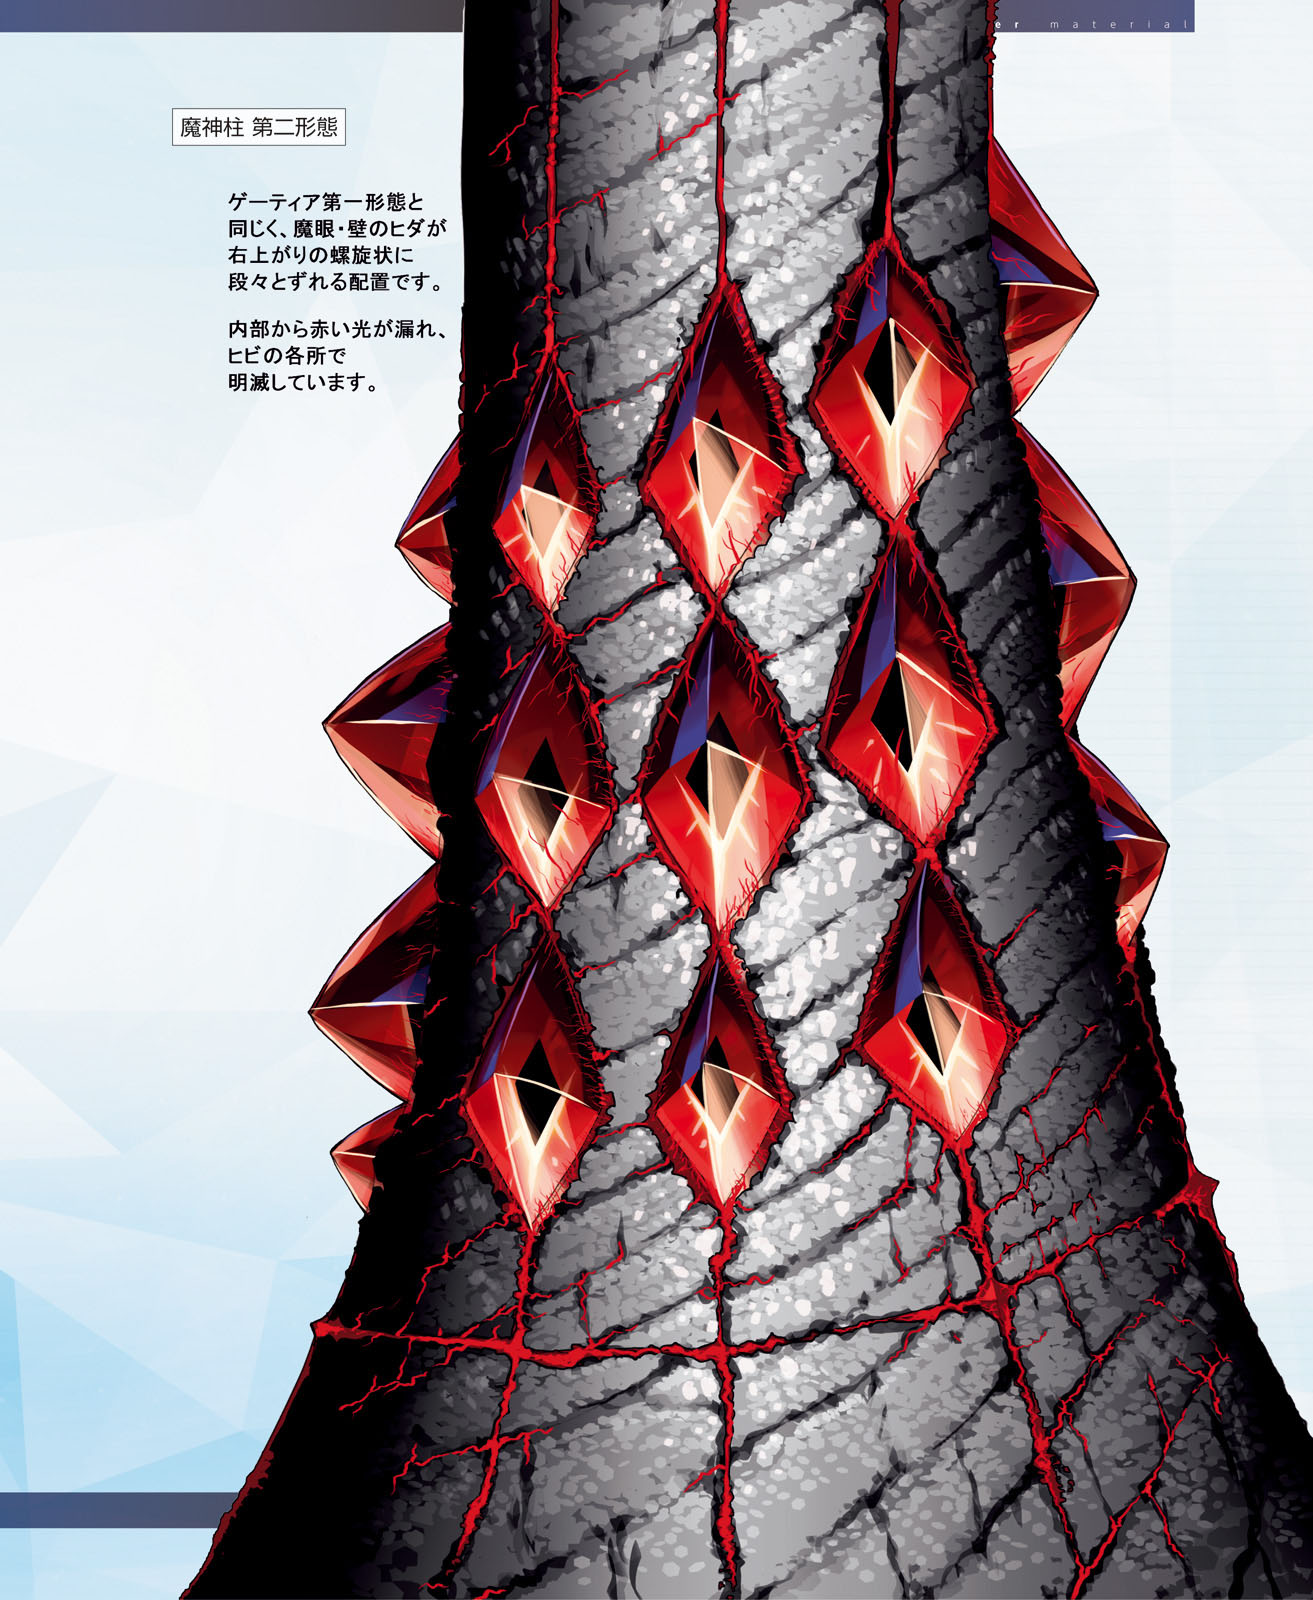 er material
魔神柱 第二形態
ゲーティア第一形態と
同じく、魔眼・壁のヒダが
右上がりの螺旋状に
段々とずれる配置です。
内部から赤い光が漏れ、
ヒビの各所で
明滅しています。